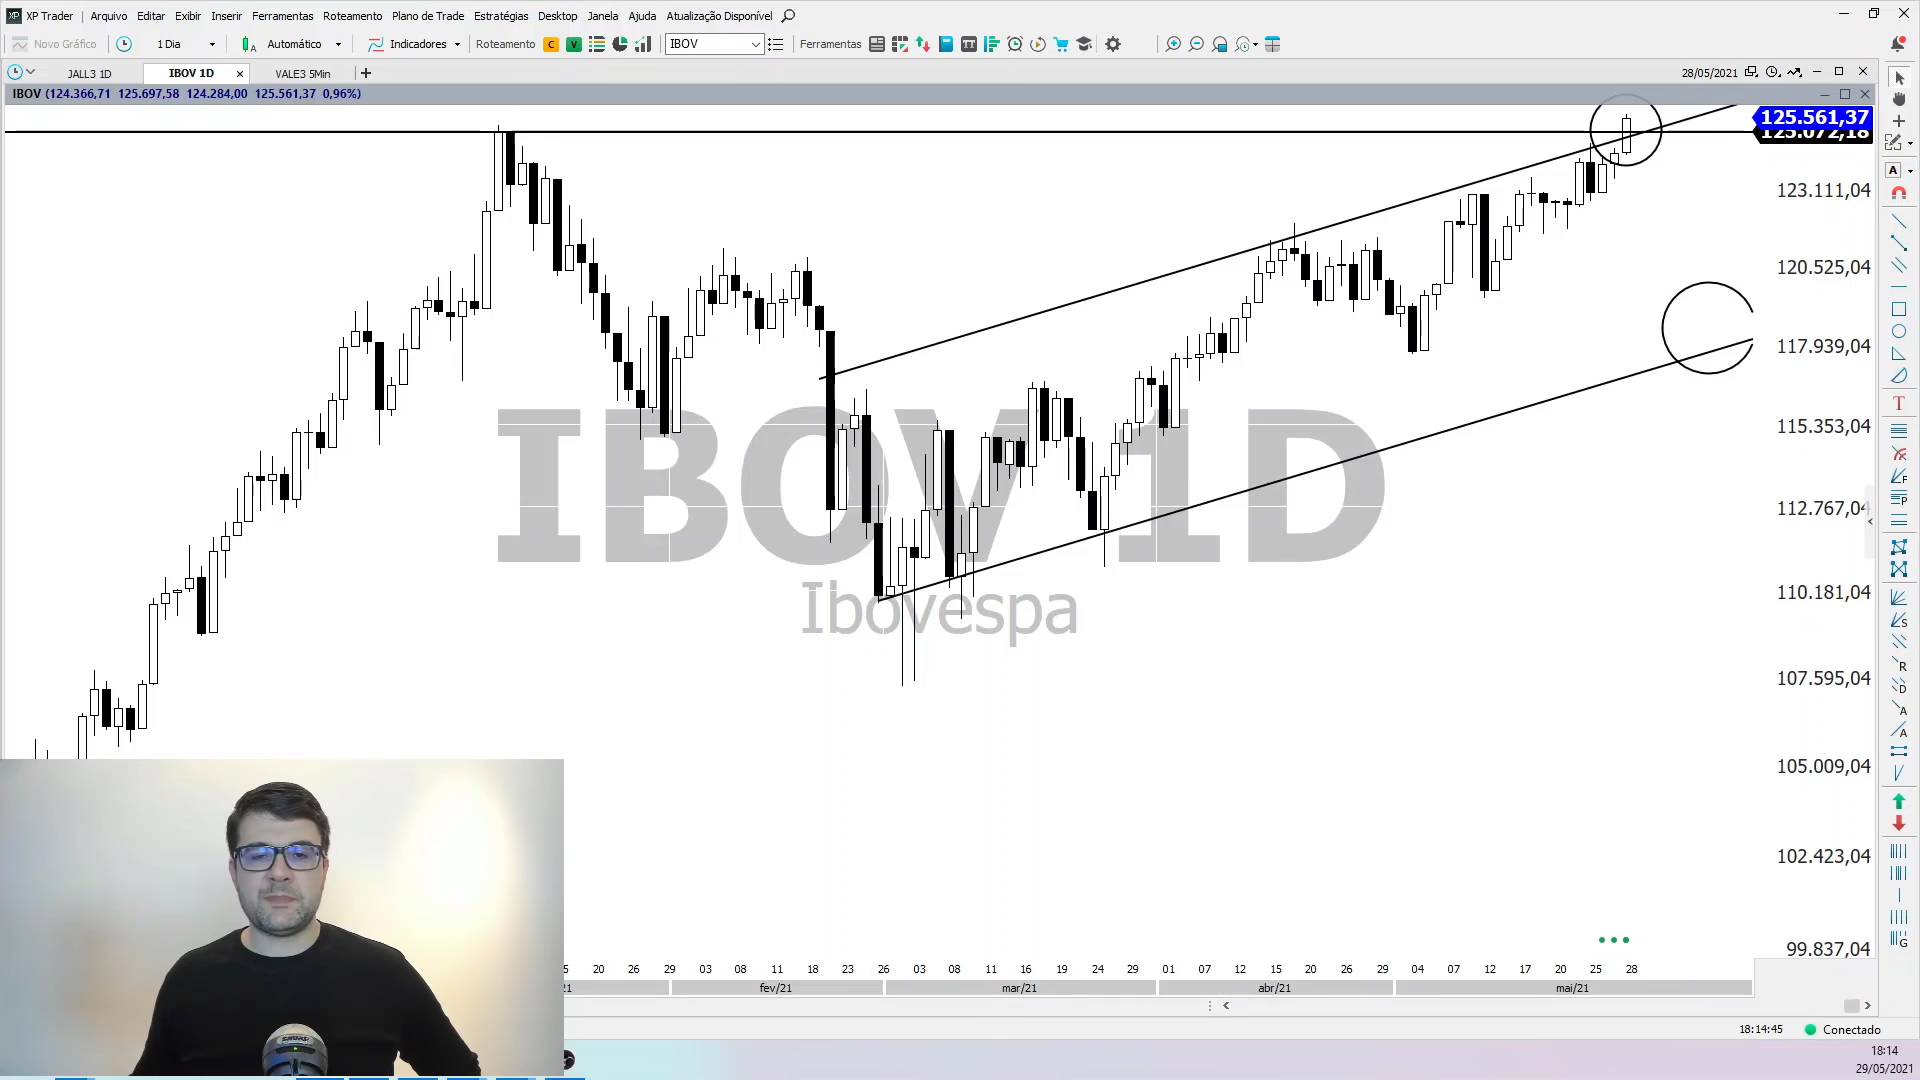 XP XP Trader Arquivo Editar Exibir Inserir Ferramentas Roteamento Plano de Trade Estratégias Desktop Janela Ajuda Atualização Disponível
Novo Gráfico 1 Dia Automático Indicadores Roteamento C V IBOV Ferramentas
JALL3 1D IBOV 1D VALE3 5Min 28/05/2021
IBOV (124.366,71 125.697,58 124.284,00 125.561,37 0,96%)
125.561,37
125.072,18
123.111,04
120.525,04
117.939,04
115.353,04
112.767,04
110.181,04
107.595,04
105.009,04
102.423,04
99.837,04
IBOV 1D
Ibovespa
20 26 29 03 08 11 18 23 26 03 08 11 16 19 24 29 01 07 12 15 20 26 29 04 07 12 17 20 25 28
fev/21 mar/21 abr/21 mai/21
18:14:45 Conectado
18:14
29/05/2021
SHURE